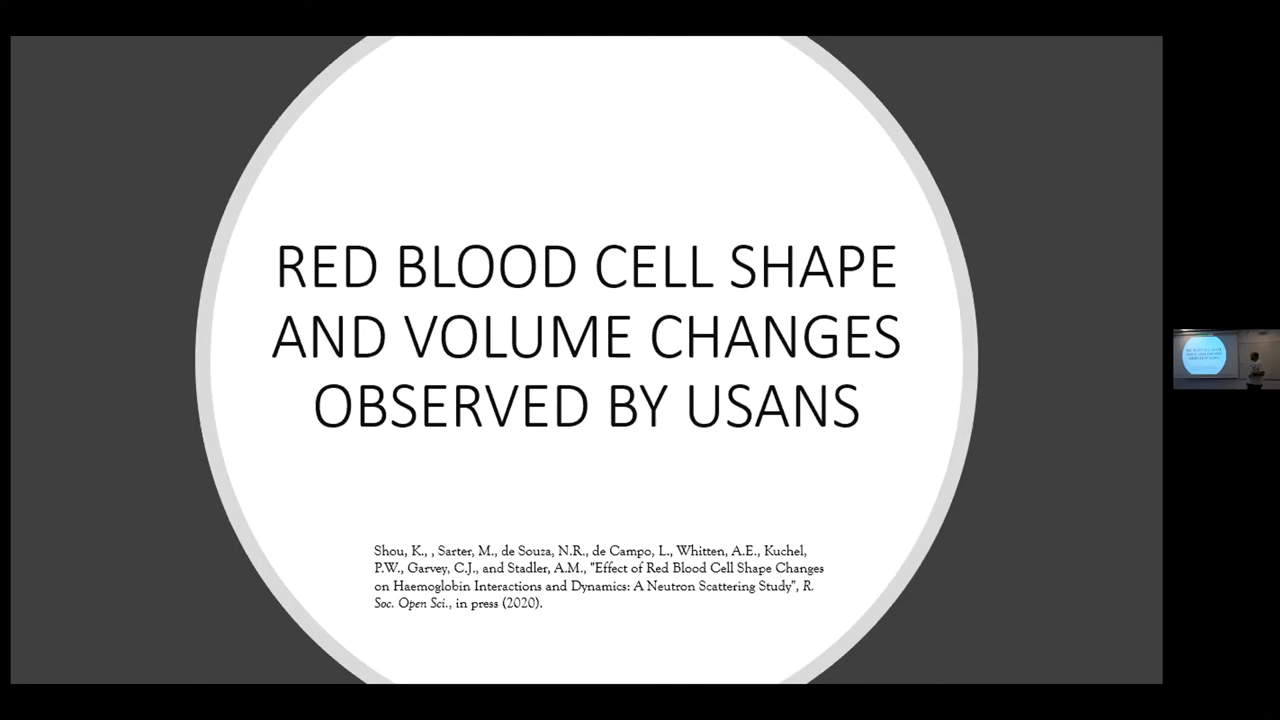 RED BLOOD CELL SHAPE
AND VOLUME CHANGES
OBSERVED BY USANS
Shou, K., , Sarter, M., de Souza, N.R., de Campo, L., Whitten, A.E., Kuchel,
P.W., Garvey, C.J., and Stadler, A.M., "Effect of Red Blood Cell Shape Changes
on Haemoglobin Interactions and Dynamics: A Neutron Scattering Study", R.
Soc. Open Sci., in press (2020).